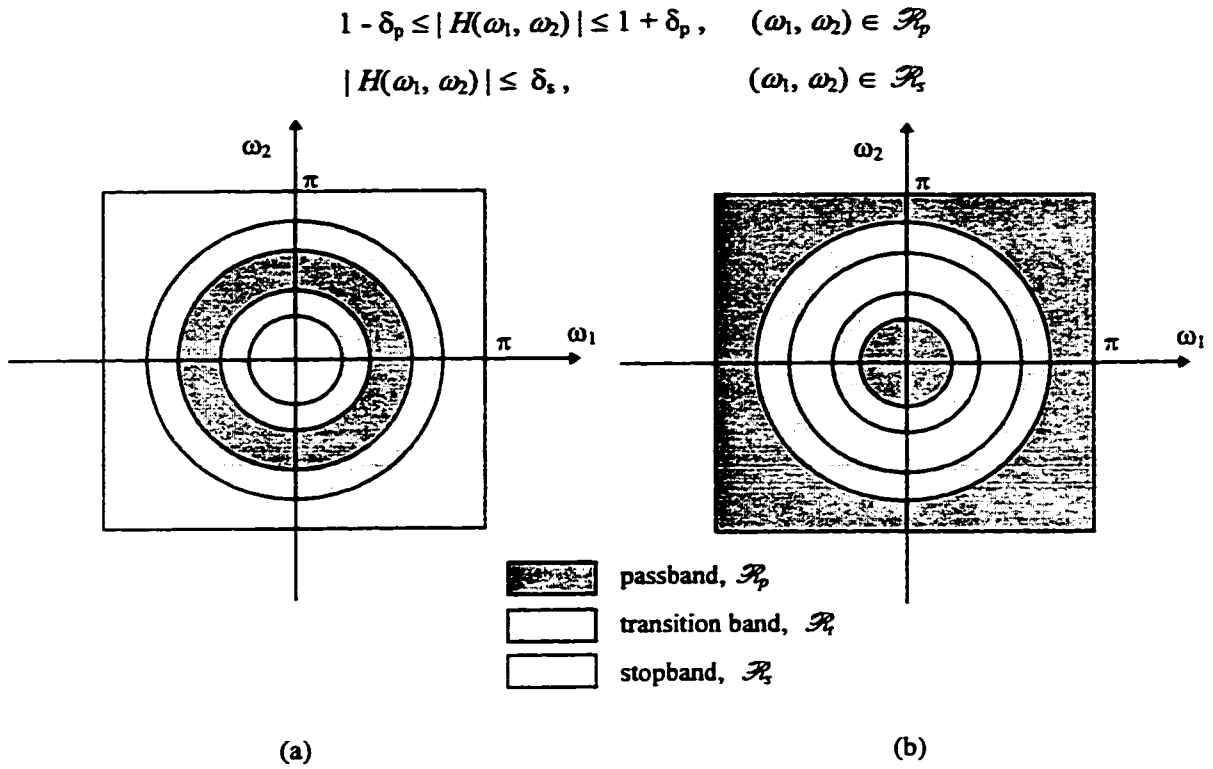 1 - δp ≤ | H(ω1, ω2) | ≤ 1 + δp , (ω1, ω2) ∈ ℛp
| H(ω1, ω2) | ≤ δs , (ω1, ω2) ∈ ℛs
ω2 ω2
π π
ω1 ω1
π π
passband, ℛp
transition band, ℛt
stopband, ℛs
(a) (b)